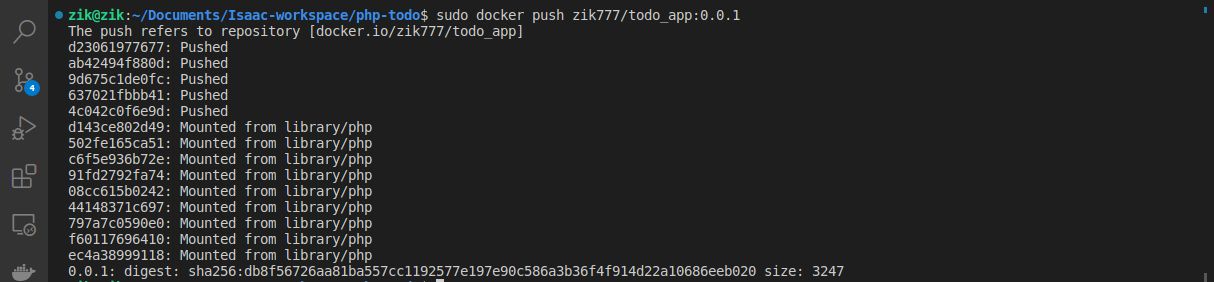 zik@zik:~/Documents/Isaac-workspace/php-todo$ sudo docker push zik777/todo_app:0.0.1
The push refers to repository [docker.io/zik777/todo_app]
d23061977677: Pushed
ab42494f880d: Pushed
9d675c1de0fc: Pushed
637021fbbb41: Pushed
4c042c0f6e9d: Pushed
d143ce802d49: Mounted from library/php
502fe165ca51: Mounted from library/php
c6f5e936b72e: Mounted from library/php
91fd2792fa74: Mounted from library/php
08cc615b0242: Mounted from library/php
44148371c697: Mounted from library/php
797a7c0590e0: Mounted from library/php
f60117696410: Mounted from library/php
ec4a38999118: Mounted from library/php
0.0.1: digest: sha256:db8f56726aa81ba557cc1192577e197e90c586a3b36f4f914d22a10686eeb020 size: 3247
4